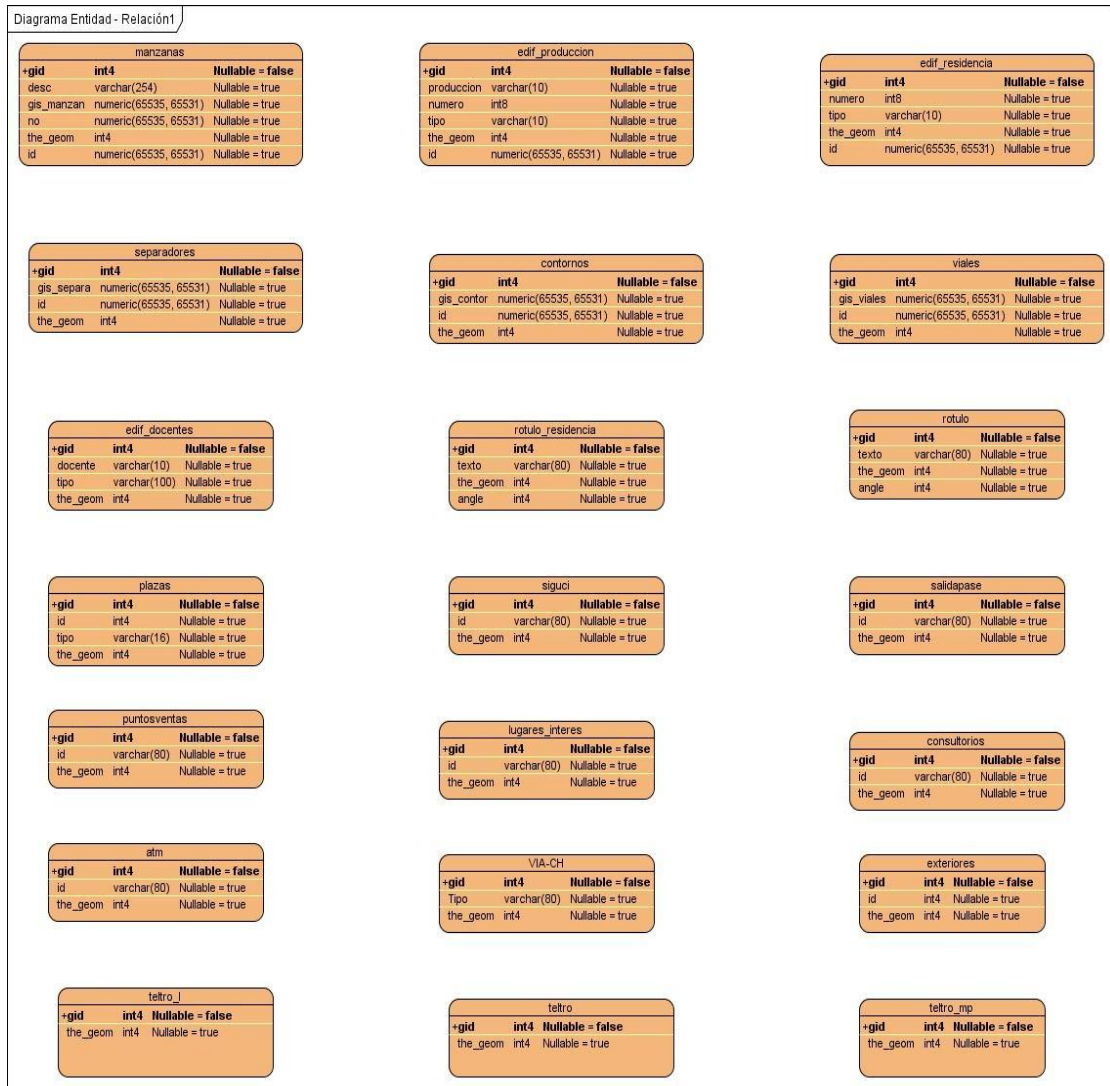 Diagrama Entidad - Relación1
manzanas
+gid int4 Nullable = false
desc varchar(254) Nullable = true
gis_manzan numeric(65535, 65531) Nullable = true
no numeric(65535, 65531) Nullable = true
the_geom int4 Nullable = true
id numeric(65535, 65531) Nullable = true
edif_produccion
+gid int4 Nullable = false
produccion varchar(10) Nullable = true
numero int8 Nullable = true
tipo varchar(10) Nullable = true
the_geom int4 Nullable = true
id numeric(65535, 65531) Nullable = true
edif_residencia
+gid int4 Nullable = false
numero int8 Nullable = true
tipo varchar(10) Nullable = true
the_geom int4 Nullable = true
id numeric(65535, 65531) Nullable = true
separadores
+gid int4 Nullable = false
gis_separa numeric(65535, 65531) Nullable = true
id numeric(65535, 65531) Nullable = true
the_geom int4 Nullable = true
contornos
+gid int4 Nullable = false
gis_contor numeric(65535, 65531) Nullable = true
id numeric(65535, 65531) Nullable = true
the_geom int4 Nullable = true
viales
+gid int4 Nullable = false
gis_viales numeric(65535, 65531) Nullable = true
id numeric(65535, 65531) Nullable = true
the_geom int4 Nullable = true
edif_docentes
+gid int4 Nullable = false
docente varchar(10) Nullable = true
tipo varchar(100) Nullable = true
the_geom int4 Nullable = true
rotulo_residencia
+gid int4 Nullable = false
texto varchar(80) Nullable = true
the_geom int4 Nullable = true
angle int4 Nullable = true
rotulo
+gid int4 Nullable = false
texto varchar(80) Nullable = true
the_geom int4 Nullable = true
angle int4 Nullable = true
plazas
+gid int4 Nullable = false
id int4 Nullable = true
tipo varchar(16) Nullable = true
the_geom int4 Nullable = true
siguci
+gid int4 Nullable = false
id varchar(80) Nullable = true
the_geom int4 Nullable = true
salidapase
+gid int4 Nullable = false
id varchar(80) Nullable = true
the_geom int4 Nullable = true
puntosventas
+gid int4 Nullable = false
id varchar(80) Nullable = true
the_geom int4 Nullable = true
lugares_interes
+gid int4 Nullable = false
id varchar(80) Nullable = true
the_geom int4 Nullable = true
consultorios
+gid int4 Nullable = false
id varchar(80) Nullable = true
the_geom int4 Nullable = true
atm
+gid int4 Nullable = false
id varchar(80) Nullable = true
the_geom int4 Nullable = true
VIA-CH
+gid int4 Nullable = false
Tipo varchar(80) Nullable = true
the_geom int4 Nullable = true
exteriores
+gid int4 Nullable = false
id int4 Nullable = true
the_geom int4 Nullable = true
teltro_l
+gid int4 Nullable = false
the_geom int4 Nullable = true
teltro
+gid int4 Nullable = false
the_geom int4 Nullable = true
teltro_mp
+gid int4 Nullable = false
the_geom int4 Nullable = true